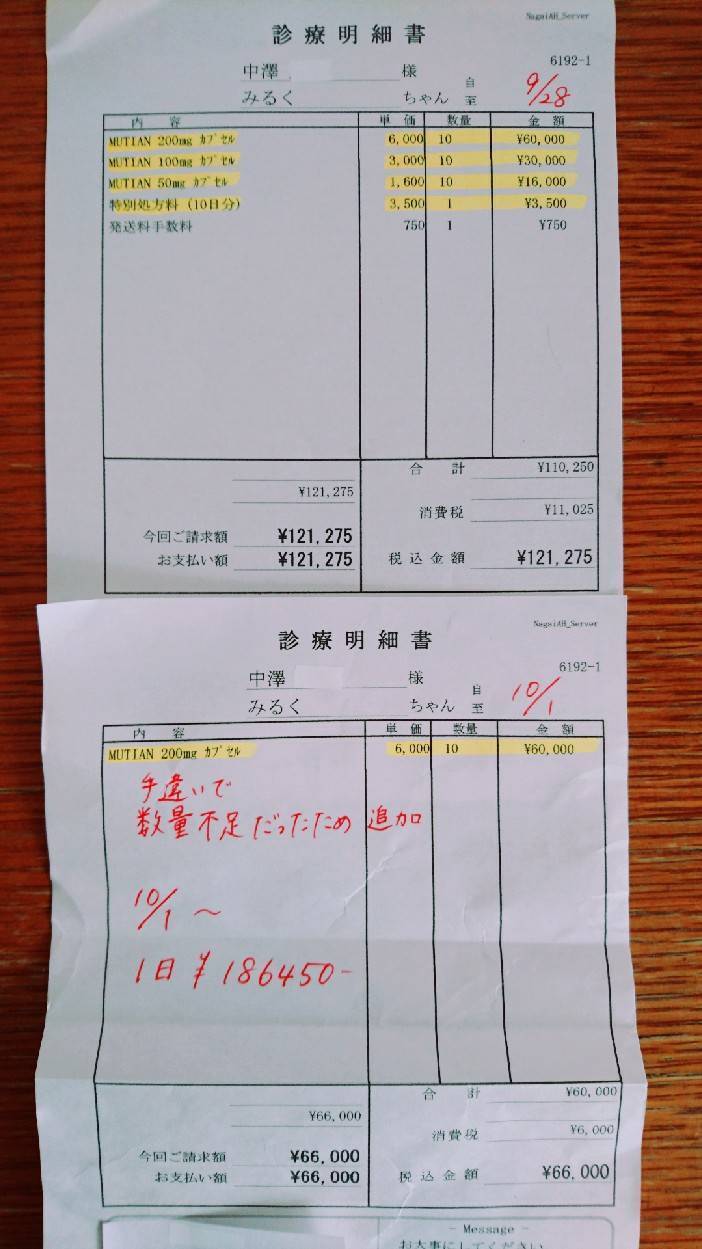 NagaiAH_Server
診療明細書
6192-1
中澤 様
みるく ちゃん
自 至 9/28
内容 単価 数量 金額
MUTIAN 200mg カプセル 6,000 10 ¥60,000
MUTIAN 100mg カプセル 3,000 10 ¥30,000
MUTIAN 50mg カプセル 1,600 10 ¥16,000
特別処方料 (10日分) 3,500 1 ¥3,500
発送料手数料 750 1 ¥750
合計 ¥110,250
¥121,275
消費税 ¥11,025
今回ご請求額 ¥121,275
お支払い額 ¥121,275
税込金額 ¥121,275
NagaiAH_Server
診療明細書
6192-1
中澤 様
みるく ちゃん
自 至 10/1
内容 単価 数量 金額
MUTIAN 200mg カプセル 6,000 10 ¥60,000
手違いで
数量不足だったため 追加
10/1 〜
1日 ¥186450-
合計 ¥60,000
¥66,000
消費税 ¥6,000
今回ご請求額 ¥66,000
お支払い額 ¥66,000
税込金額 ¥66,000
- Message -
お大事にしてください